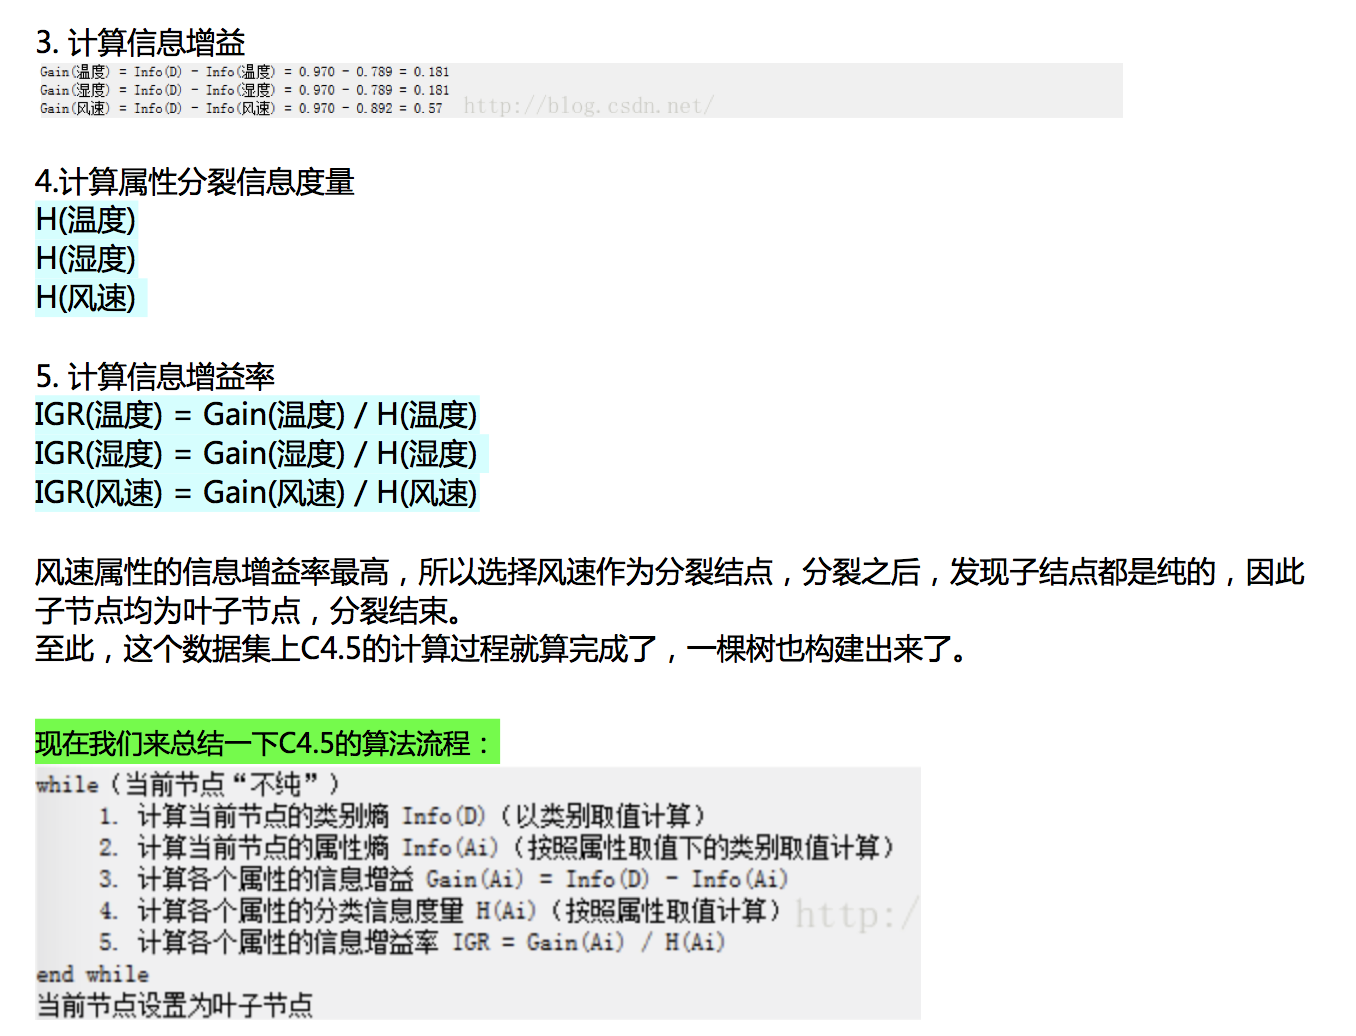 3. 计算信息增益
Gain(温度) = Info(D) - Info(温度) = 0.970 - 0.789 = 0.181
Gain(湿度) = Info(D) - Info(湿度) = 0.970 - 0.789 = 0.181
Gain(风速) = Info(D) - Info(风速) = 0.970 - 0.892 = 0.57
http://blog.csdn.net/
4.计算属性分裂信息度量
H(温度)
H(湿度)
H(风速)
5. 计算信息增益率
IGR(温度) = Gain(温度) / H(温度)
IGR(湿度) = Gain(湿度) / H(湿度)
IGR(风速) = Gain(风速) / H(风速)
风速属性的信息增益率最高，所以选择风速作为分裂结点，分裂之后，发现子结点都是纯的，因此
子节点均为叶子节点，分裂结束。
至此，这个数据集上C4.5的计算过程就算完成了，一棵树也构建出来了。
现在我们来总结一下C4.5的算法流程：
while（当前节点“不纯”）
1. 计算当前节点的类别熵 Info(D)（以类别取值计算）
2. 计算当前节点的属性熵 Info(Ai)（按照属性取值下的类别取值计算）
3. 计算各个属性的信息增益 Gain(Ai) = Info(D) - Info(Ai)
4. 计算各个属性的分类信息度量 H(Ai)（按照属性取值计算）
http:/
5. 计算各个属性的信息增益率 IGR = Gain(Ai) / H(Ai)
end while
当前节点设置为叶子节点